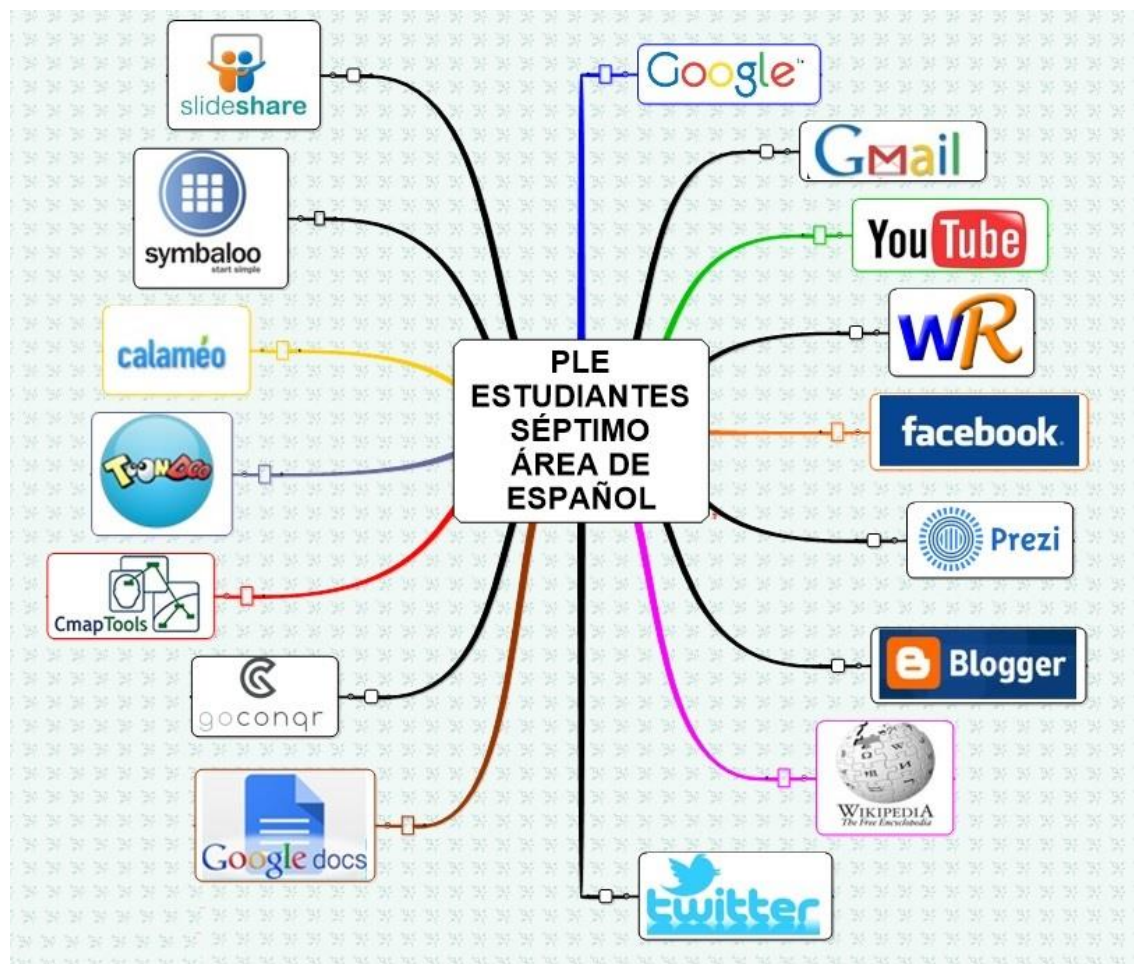 slideshare
Google
Gmail
symbaloo
start simple
YouTube
WR
calaméo
PLE
ESTUDIANTES
SÉPTIMO
ÁREA DE
ESPAÑOL
facebook
TOONDOO
Prezi
CmapTools
Blogger
goconqr
WIKIPEDIA
The Free Encyclopedia
Google docs
twitter